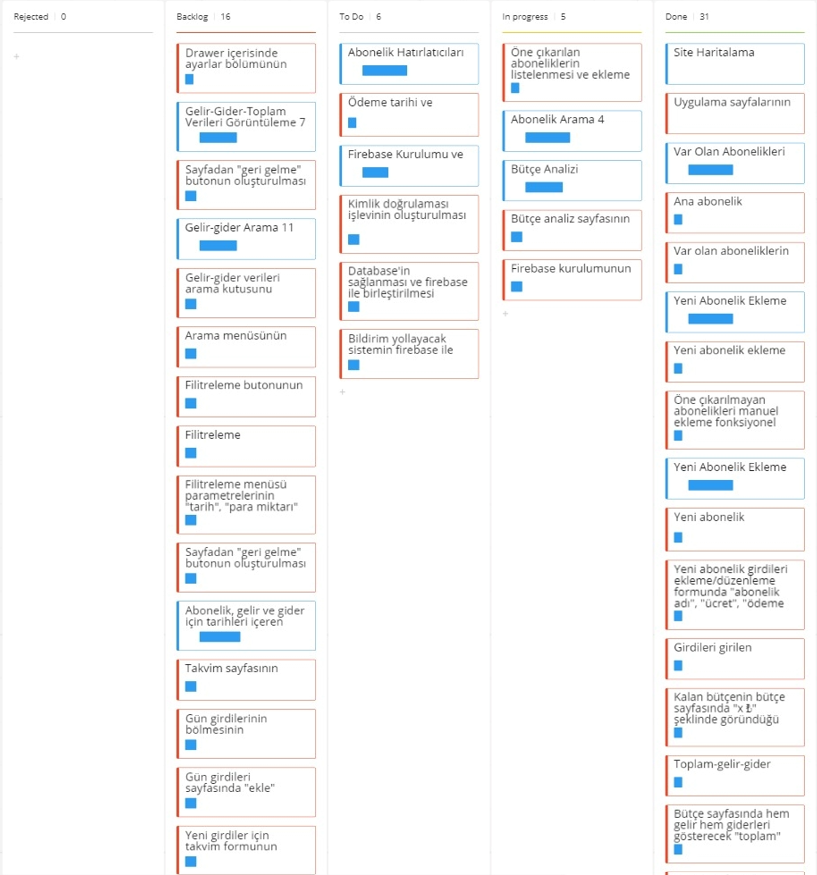 Rejected 0
Backlog 16
Drawer içerisinde
ayarlar bölümünün
Gelir-Gider-Toplam
Verileri Görüntüleme 7
Sayfadan "geri gelme"
butonun oluşturulması
Gelir-gider Arama 11
Gelir-gider verileri
arama kutusunu
Arama menüsünün
Filitreleme butonunun
Filitreleme
Filitreleme menüsü
parametrelerinin
"tarih", "para miktarı"
Sayfadan "geri gelme"
butonun oluşturulması
Abonelik, gelir ve gider
için tarihleri içeren
Takvim sayfasının
Gün girdilerinin
bölmesinin
Gün girdileri
sayfasında "ekle"
Yeni girdiler için
takvim formunun
To Do 6
Abonelik Hatırlatıcıları
Ödeme tarihi ve
Firebase Kurulumu ve
Kimlik doğrulaması
işlevinin oluşturulması
Database'in
sağlanması ve firebase
ile birleştirilmesi
Bildirim yollayacak
sistemin firebase ile
In progress 5
Öne çıkarılan
aboneliklerin
listelenmesi ve ekleme
Abonelik Arama 4
Bütçe Analizi
Bütçe analiz sayfasının
Firebase kurulumunun
Done 31
Site Haritalama
Uygulama sayfalarının
Var Olan Abonelikleri
Ana abonelik
Var olan aboneliklerin
Yeni Abonelik Ekleme
Yeni abonelik ekleme
Öne çıkarılmayan
abonelikleri manuel
ekleme fonksiyonel
Yeni Abonelik Ekleme
Yeni abonelik
Yeni abonelik girdileri
ekleme/düzenleme
formunda "abonelik
adı", "ücret", "ödeme
Girdileri girilen
Kalan bütçenin bütçe
sayfasında "x ₺"
şeklinde göründüğü
Toplam-gelir-gider
Bütçe sayfasında hem
gelir hem giderleri
gösterecek "toplam"